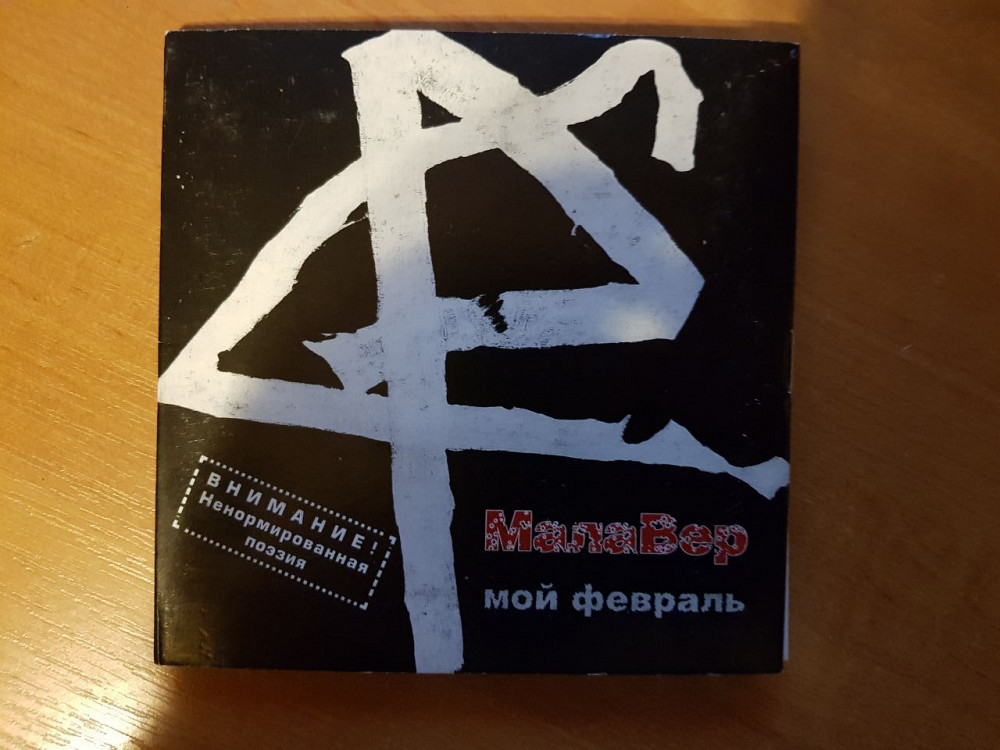 ВНИМАНИЕ!
Ненормированная
поэзия
МалаВер
мой февраль